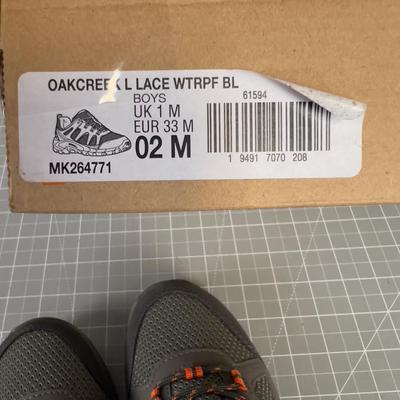 OAKCREEK L LACE WTRPF BL
61594
BOYS
UK 1 M
EUR 33 M
02 M
1 9491 7070 208
MK264771